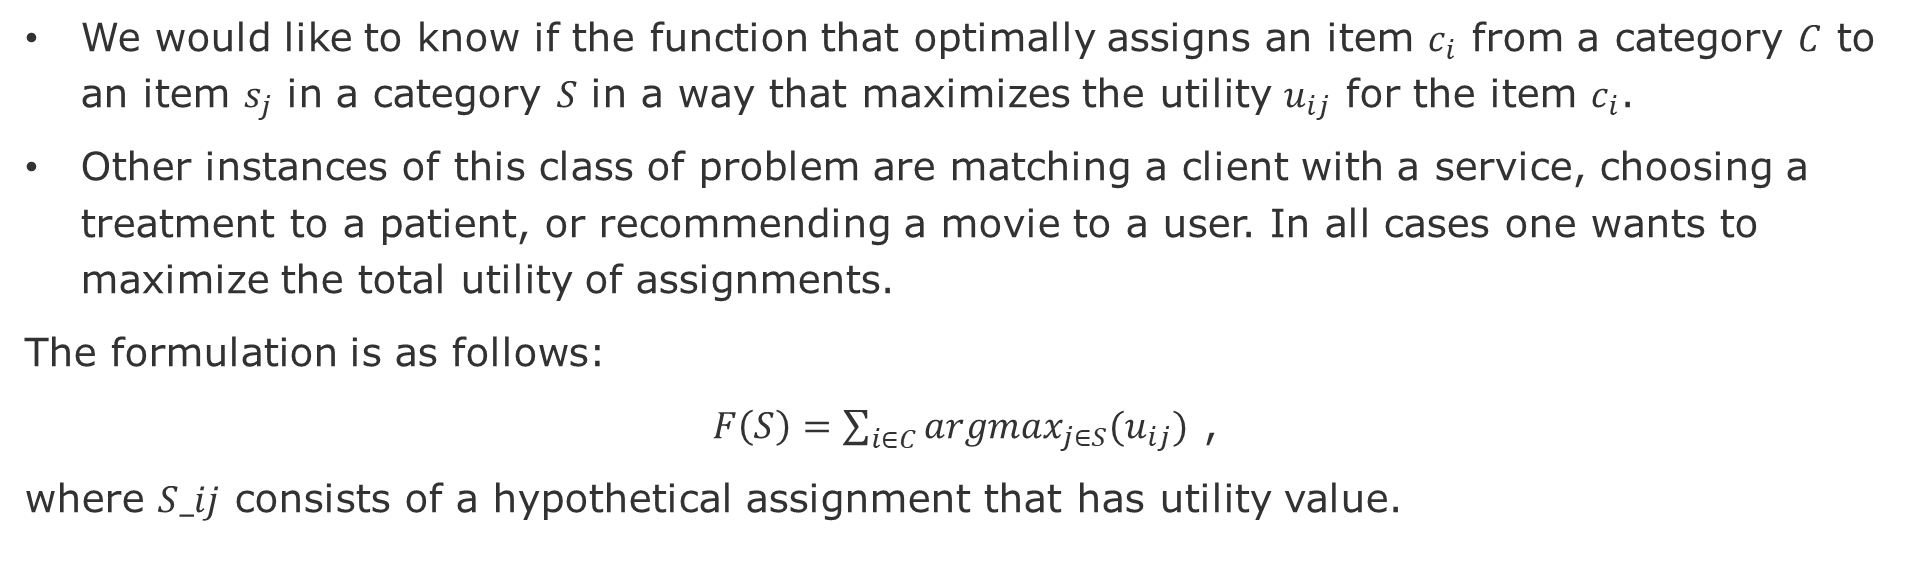 • We would like to know if the function that optimally assigns an item cᵢ from a category C to
an item sⱼ in a category S in a way that maximizes the utility uᵢⱼ for the item cᵢ.
• Other instances of this class of problem are matching a client with a service, choosing a
treatment to a patient, or recommending a movie to a user. In all cases one wants to
maximize the total utility of assignments.
The formulation is as follows:
F(S) = ∑_{i∈C} argmax_{j∈S}(u_{ij}) ,
where S_ij consists of a hypothetical assignment that has utility value.